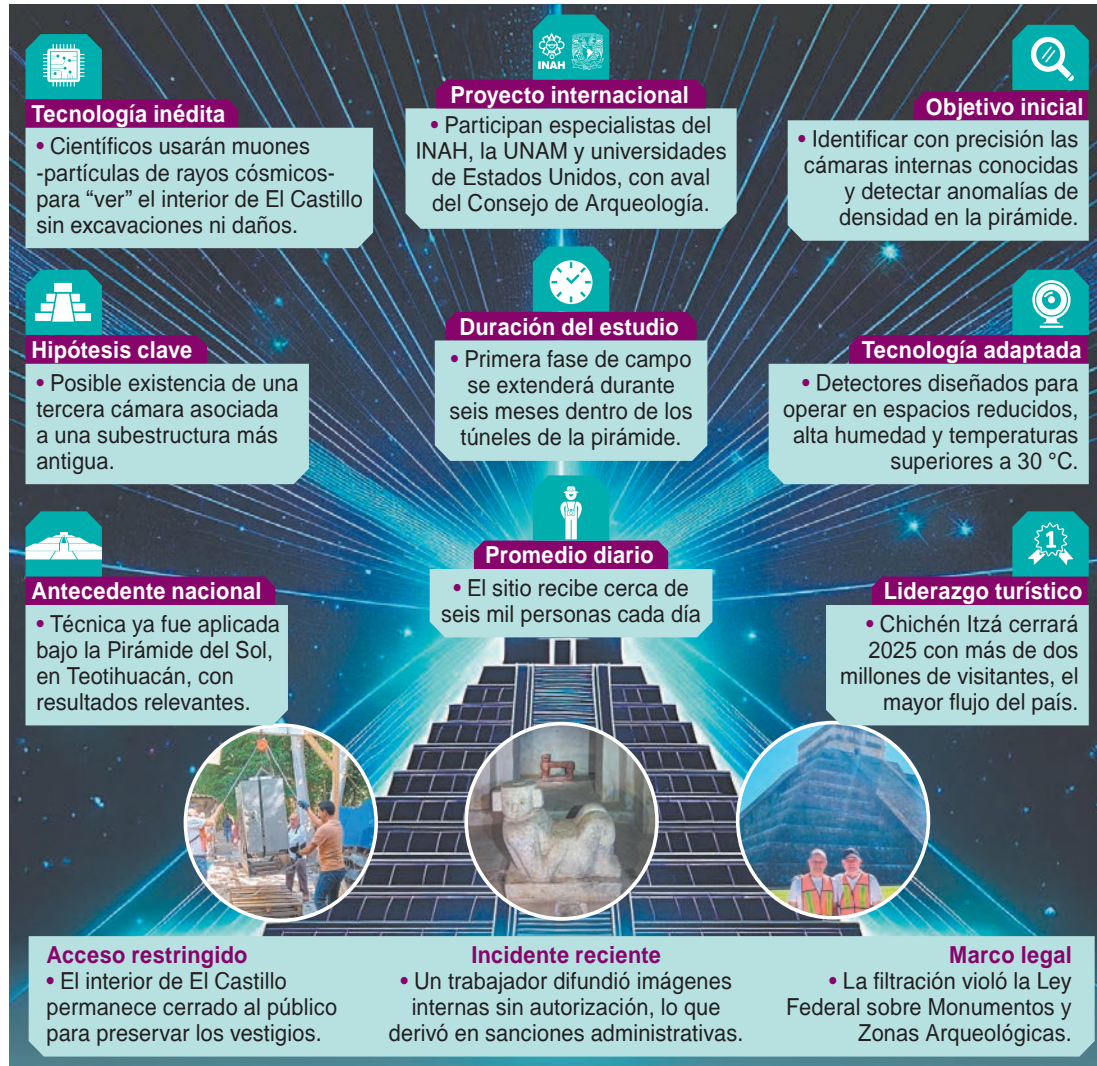 Tecnología inédita
• Científicos usarán muones
-partículas de rayos cósmicos-
para “ver” el interior de El Castillo
sin excavaciones ni daños.
INAH
Proyecto internacional
• Participan especialistas del
INAH, la UNAM y universidades
de Estados Unidos, con aval
del Consejo de Arqueología.
Objetivo inicial
• Identificar con precisión las
cámaras internas conocidas
y detectar anomalías de
densidad en la pirámide.
Hipótesis clave
• Posible existencia de una
tercera cámara asociada
a una subestructura más
antigua.
Duración del estudio
• Primera fase de campo
se extenderá durante
seis meses dentro de los
túneles de la pirámide.
Tecnología adaptada
• Detectores diseñados para
operar en espacios reducidos,
alta humedad y temperaturas
superiores a 30 °C.
Antecedente nacional
• Técnica ya fue aplicada
bajo la Pirámide del Sol,
en Teotihuacán, con
resultados relevantes.
Promedio diario
• El sitio recibe cerca de
seis mil personas cada día
1
Liderazgo turístico
• Chichén Itzá cerrará
2025 con más de dos
millones de visitantes, el
mayor flujo del país.
Acceso restringido
• El interior de El Castillo
permanece cerrado al público
para preservar los vestigios.
Incidente reciente
• Un trabajador difundió imágenes
internas sin autorización, lo que
derivó en sanciones administrativas.
Marco legal
• La filtración violó la Ley
Federal sobre Monumentos y
Zonas Arqueológicas.